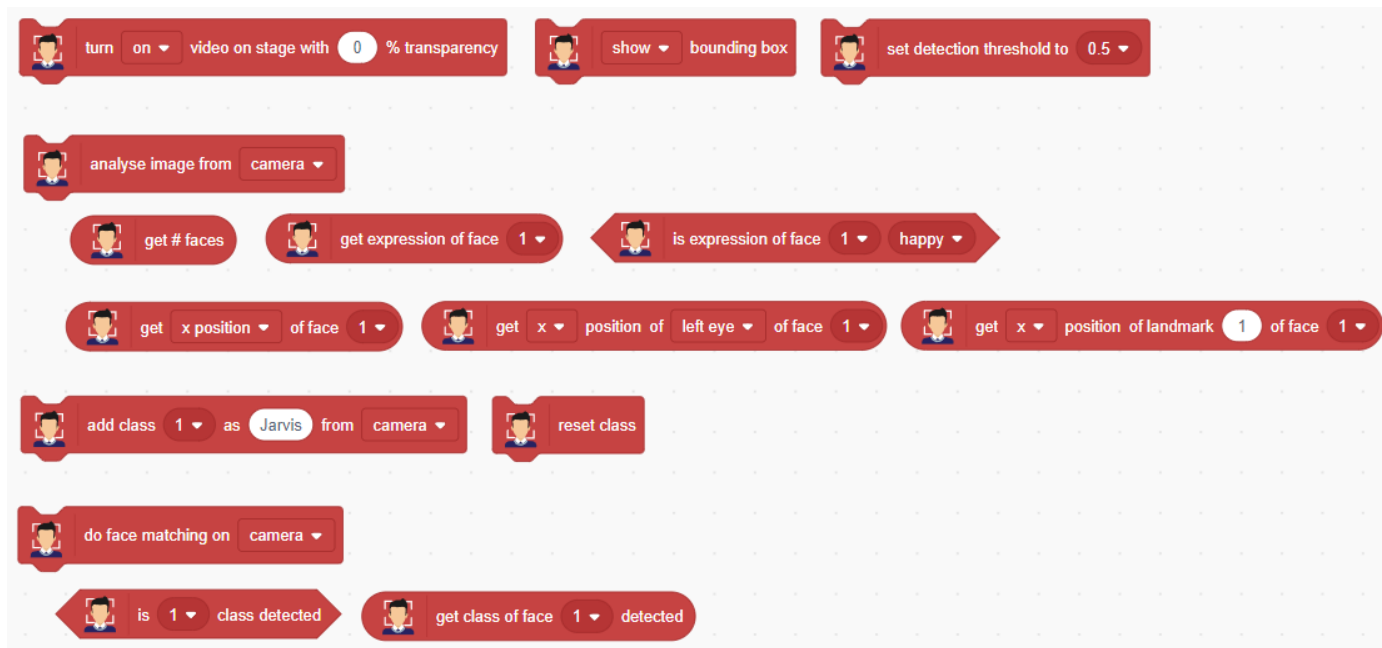 turn on video on stage with 0 % transparency
show bounding box
set detection threshold to 0.5
analyse image from camera
get # faces
get expression of face 1
is expression of face 1 happy
get x position of face 1
get x position of left eye of face 1
get x position of landmark 1 of face 1
add class 1 as Jarvis from camera
reset class
do face matching on camera
is 1 class detected
get class of face 1 detected